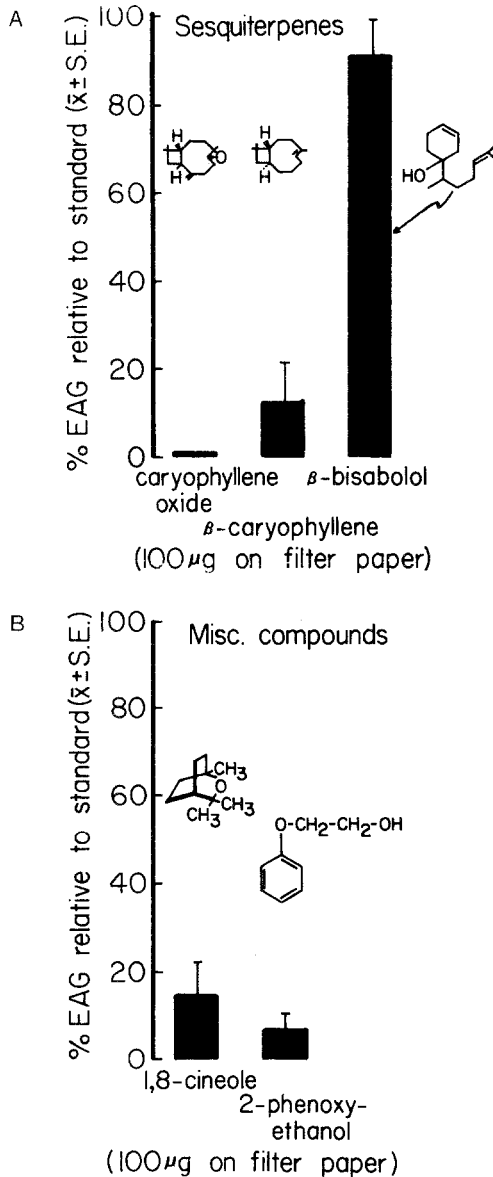 A
% EAG relative to standard (x̄ ± S.E.)
100
80
60
40
20
0
Sesquiterpenes
H
H
O
H
H
HO
caryophyllene
oxide
β-caryophyllene
β-bisabolol
(100µg on filter paper)
B
% EAG relative to standard (x̄ ± S.E.)
100
80
60
40
20
0
Misc. compounds
CH3
O
CH3
CH3
O-CH2-CH2-OH
1,8-cineole
2-phenoxy-
ethanol
(100µg on filter paper)